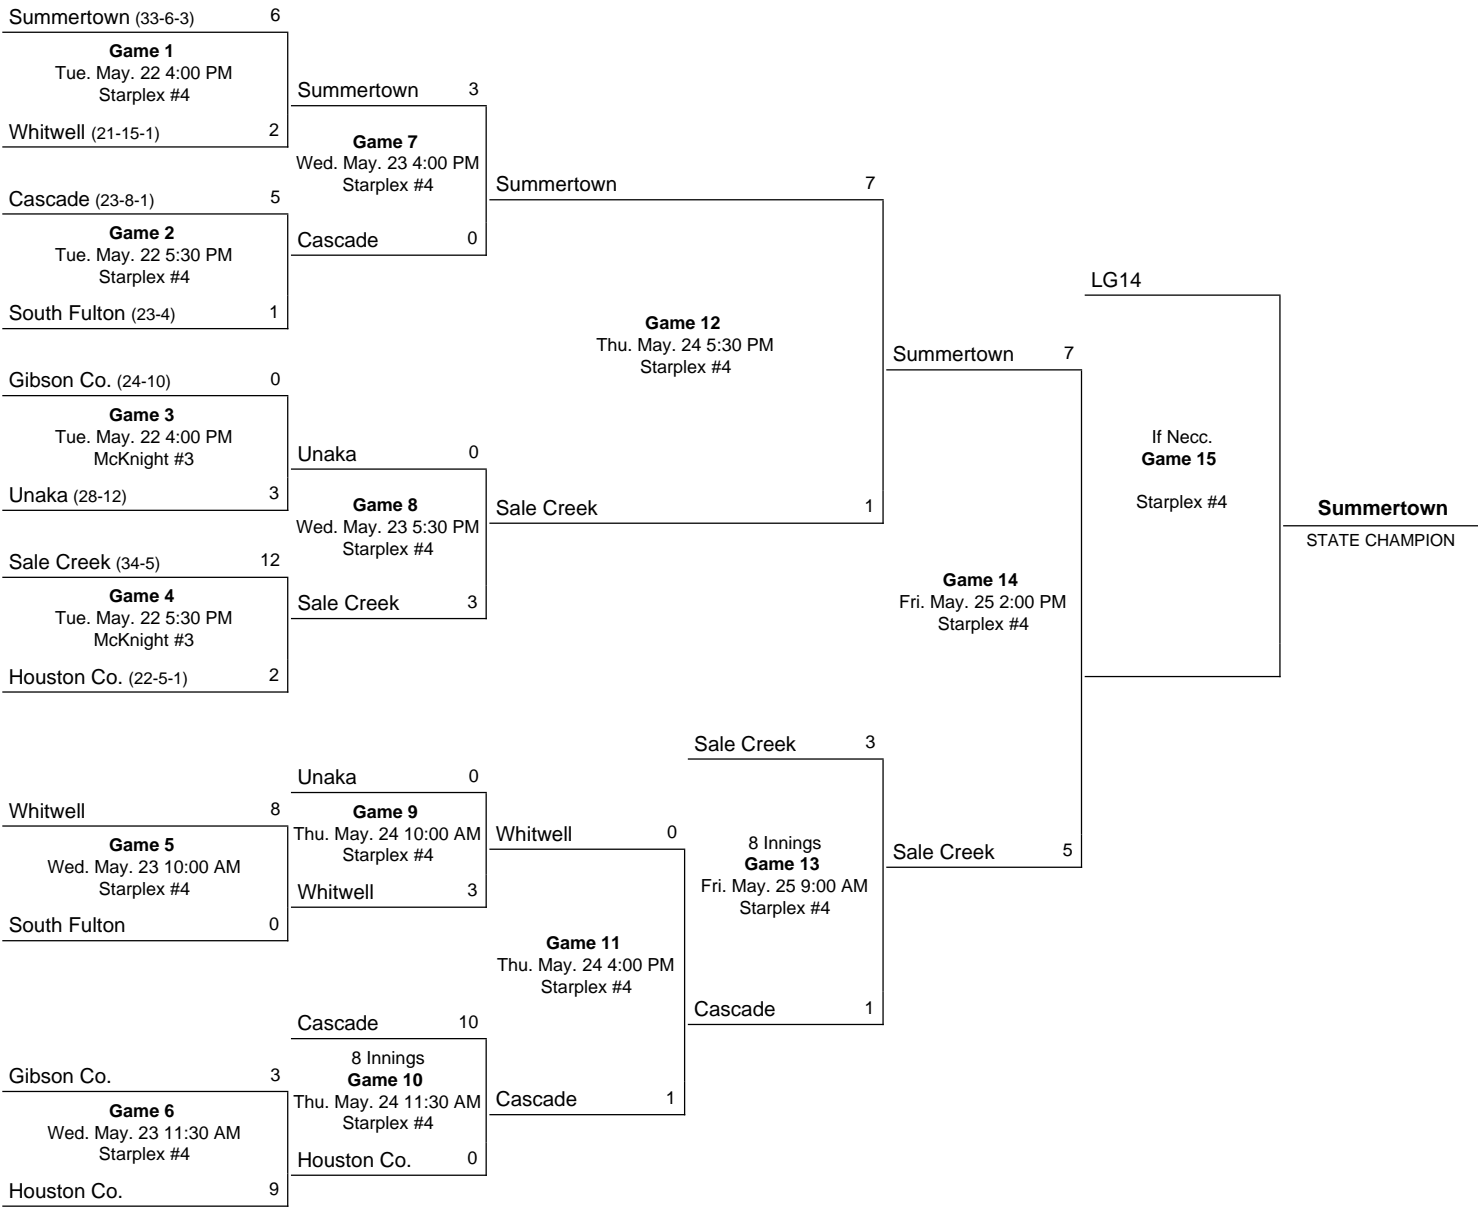 Summertown (33-6-3) 6
Game 1
Tue. May. 22 4:00 PM
Starplex #4
Whitwell (21-15-1) 2
Cascade (23-8-1) 5
Game 2
Tue. May. 22 5:30 PM
Starplex #4
South Fulton (23-4) 1
Gibson Co. (24-10) 0
Game 3
Tue. May. 22 4:00 PM
McKnight #3
Unaka (28-12) 3
Sale Creek (34-5) 12
Game 4
Tue. May. 22 5:30 PM
McKnight #3
Houston Co. (22-5-1) 2
Whitwell 8
Game 5
Wed. May. 23 10:00 AM
Starplex #4
South Fulton 0
Gibson Co. 3
Game 6
Wed. May. 23 11:30 AM
Starplex #4
Houston Co. 9
Summertown 3
Game 7
Wed. May. 23 4:00 PM
Starplex #4
Cascade 0
Unaka 0
Game 8
Wed. May. 23 5:30 PM
Starplex #4
Sale Creek 3
Unaka 0
Game 9
Thu. May. 24 10:00 AM
Starplex #4
Whitwell 3
Cascade 10
8 Innings
Game 10
Thu. May. 24 11:30 AM
Starplex #4
Houston Co. 0
Summertown 7
Game 12
Thu. May. 24 5:30 PM
Starplex #4
Sale Creek 1
Whitwell 0
Game 11
Thu. May. 24 4:00 PM
Starplex #4
Cascade 1
Sale Creek 3
8 Innings
Game 13
Fri. May. 25 9:00 AM
Starplex #4
Cascade 1
Summertown 7
Game 14
Fri. May. 25 2:00 PM
Starplex #4
Sale Creek 5
LG14
If Necc.
Game 15
Starplex #4
Summertown
STATE CHAMPION